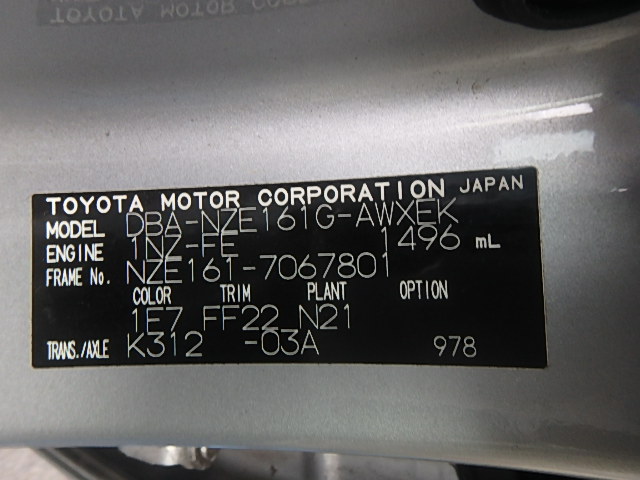 TOYOTA MOTOR CORPORATION JAPAN
MODEL DBA-NZE161G-AWXEK
ENGINE 1NZ-FE 1496 mL
FRAME No. NZE161-7067801
COLOR TRIM PLANT OPTION
1E7 FF22 N21
TRANS./AXLE K312 -03A 978